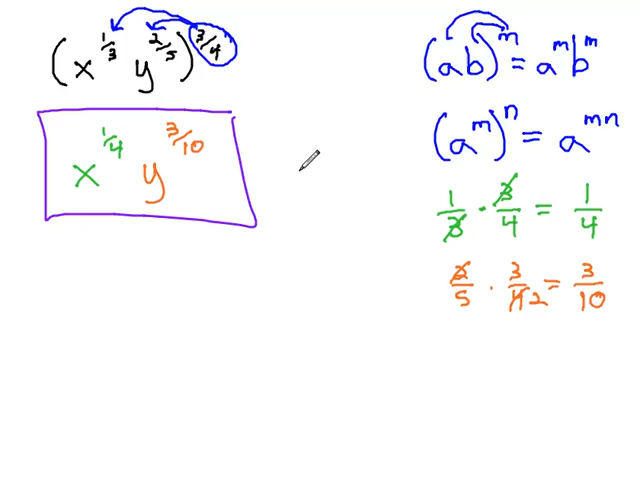 (x^1/3 y^2/5)^3/4
x^1/4 y^3/10
(ab)^m = a^m b^m
(a^m)^n = a^mn
1/3 · 3/4 = 1/4
2/5 · 3/4 2 = 3/10